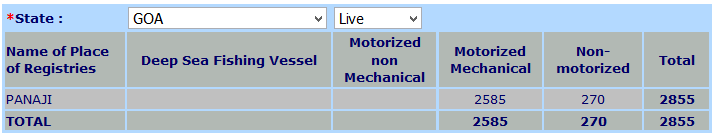 *State : GOA Live
Name of Place of Registries Deep Sea Fishing Vessel Motorized non Mechanical Motorized Mechanical Non-motorized Total
PANAJI 2585 270 2855
TOTAL 2585 270 2855